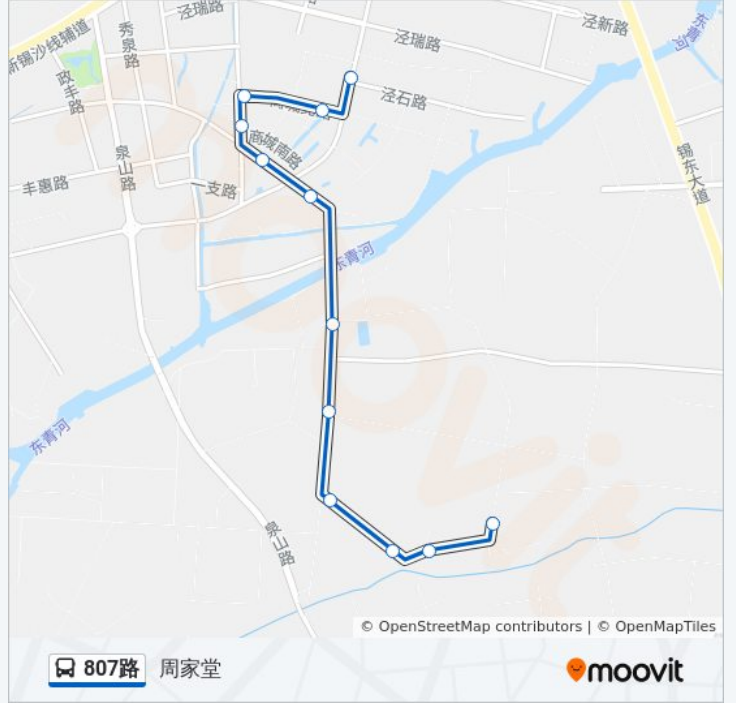 泾瑞路
秀泉路
新锡沙线辅道
政丰路
泾瑞路
泾新路
东青河
泾石路
商城南路
泉山路
锡东大道
丰惠路
一支路
东青河
东青河
泉山路
© OpenStreetMap contributors | © OpenMapTiles
807路 周家堂
moovit